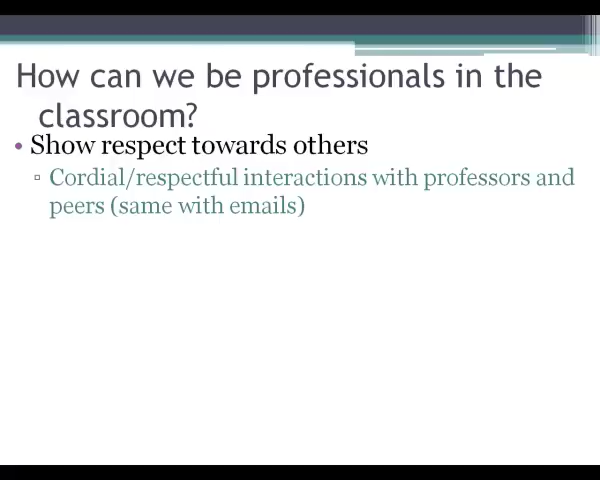 How can we be professionals in the
classroom?
• Show respect towards others
▫ Cordial/respectful interactions with professors and
peers (same with emails)